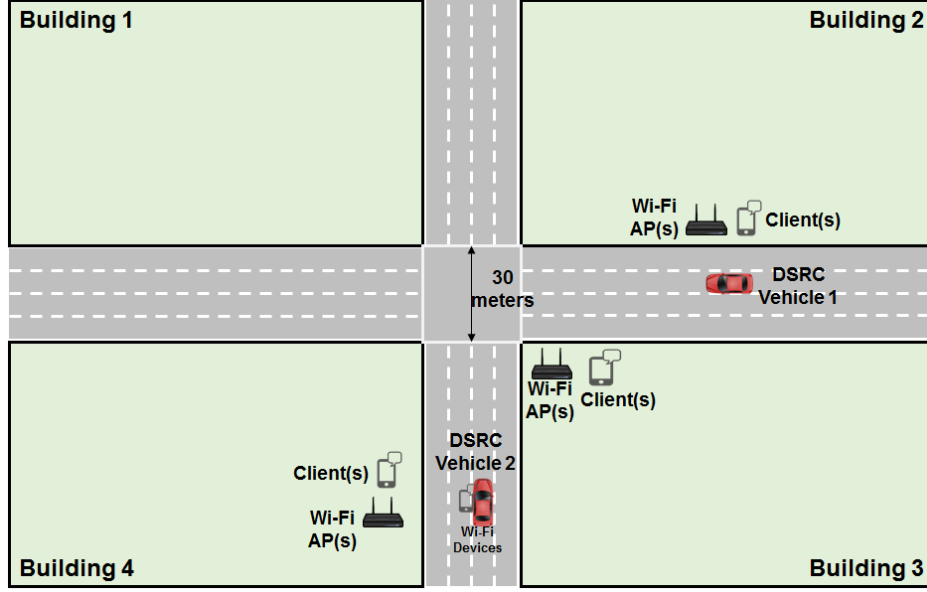 Building 1
Building 2
Wi-Fi
AP(s)
Client(s)
30
meters
DSRC
Vehicle 1
Wi-Fi
AP(s)
Client(s)
DSRC
Vehicle 2
Client(s)
Wi-Fi
AP(s)
Wi-Fi
Devices
Building 4
Building 3